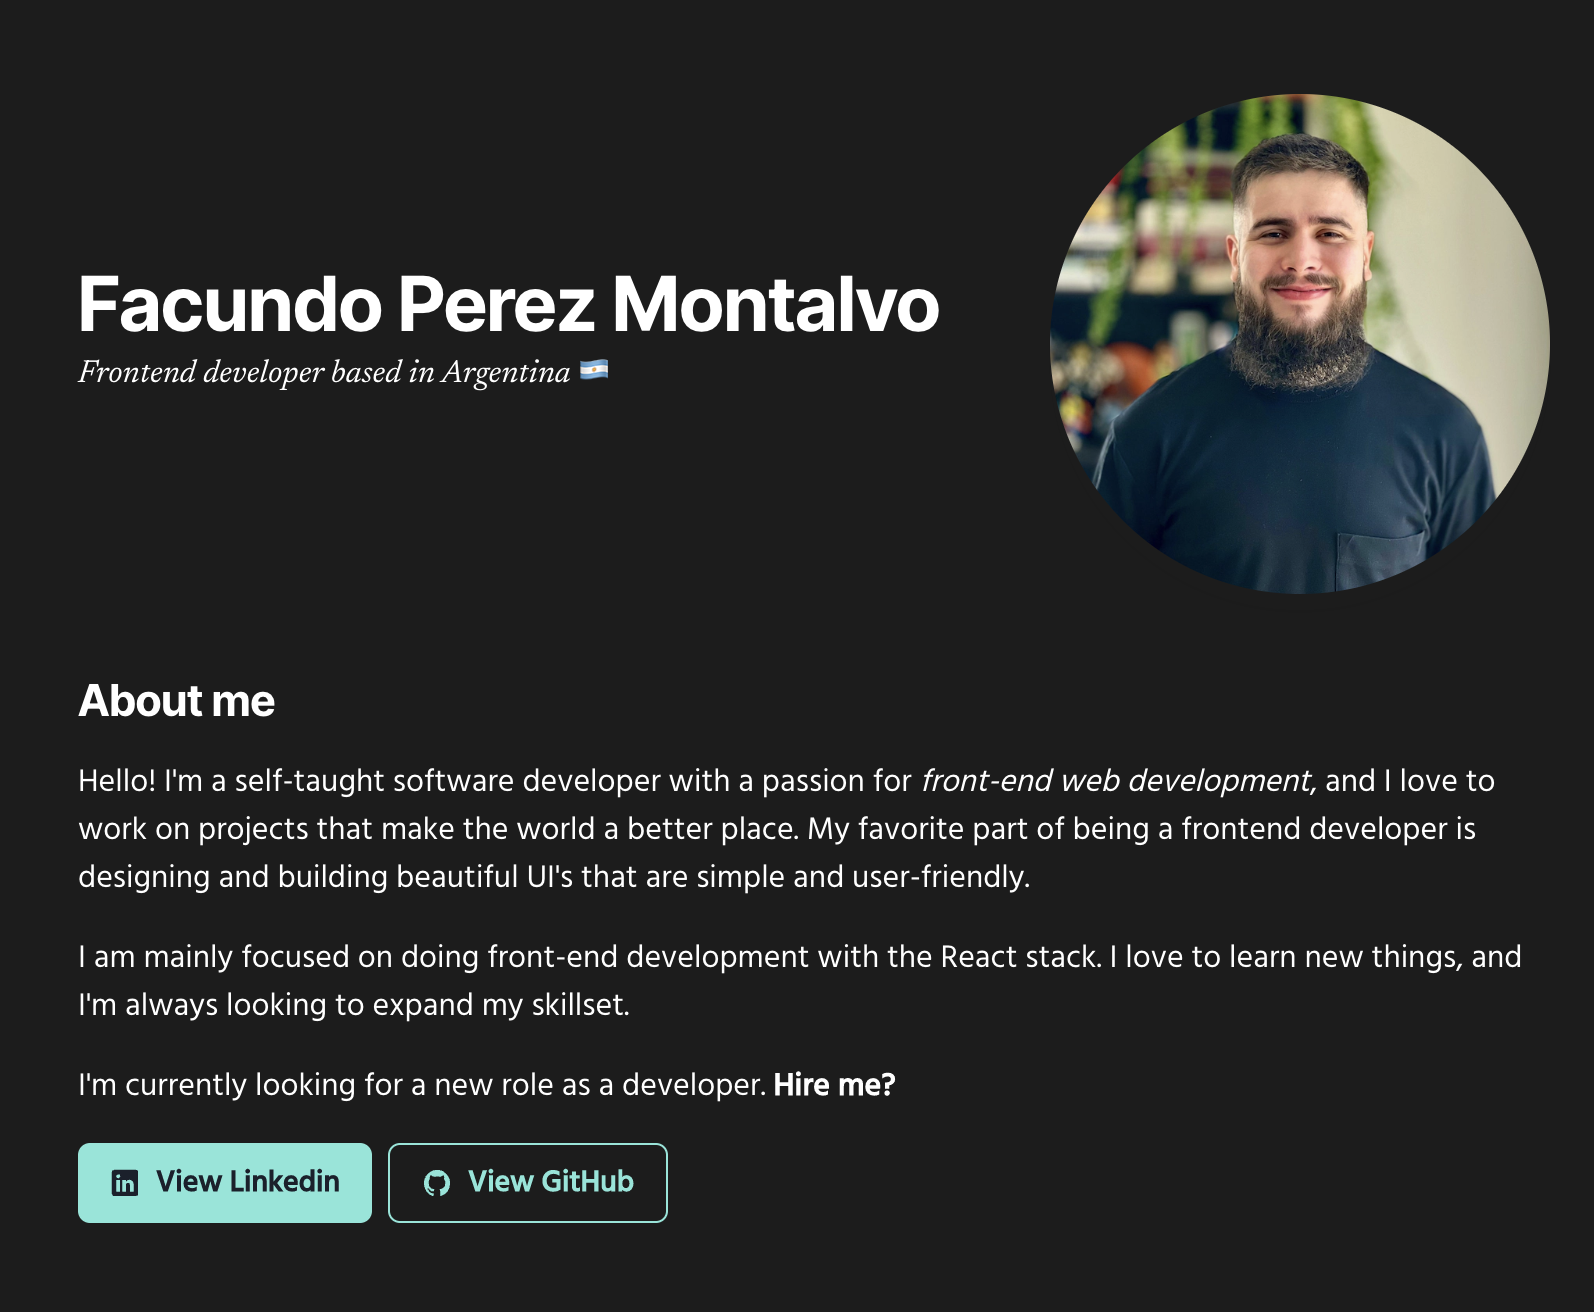 Facundo Perez Montalvo
Frontend developer based in Argentina 🇦🇷
About me
Hello! I'm a self-taught software developer with a passion for front-end web development, and I love to
work on projects that make the world a better place. My favorite part of being a frontend developer is
designing and building beautiful UI's that are simple and user-friendly.
I am mainly focused on doing front-end development with the React stack. I love to learn new things, and
I'm always looking to expand my skillset.
I'm currently looking for a new role as a developer. Hire me?
View Linkedin
View GitHub